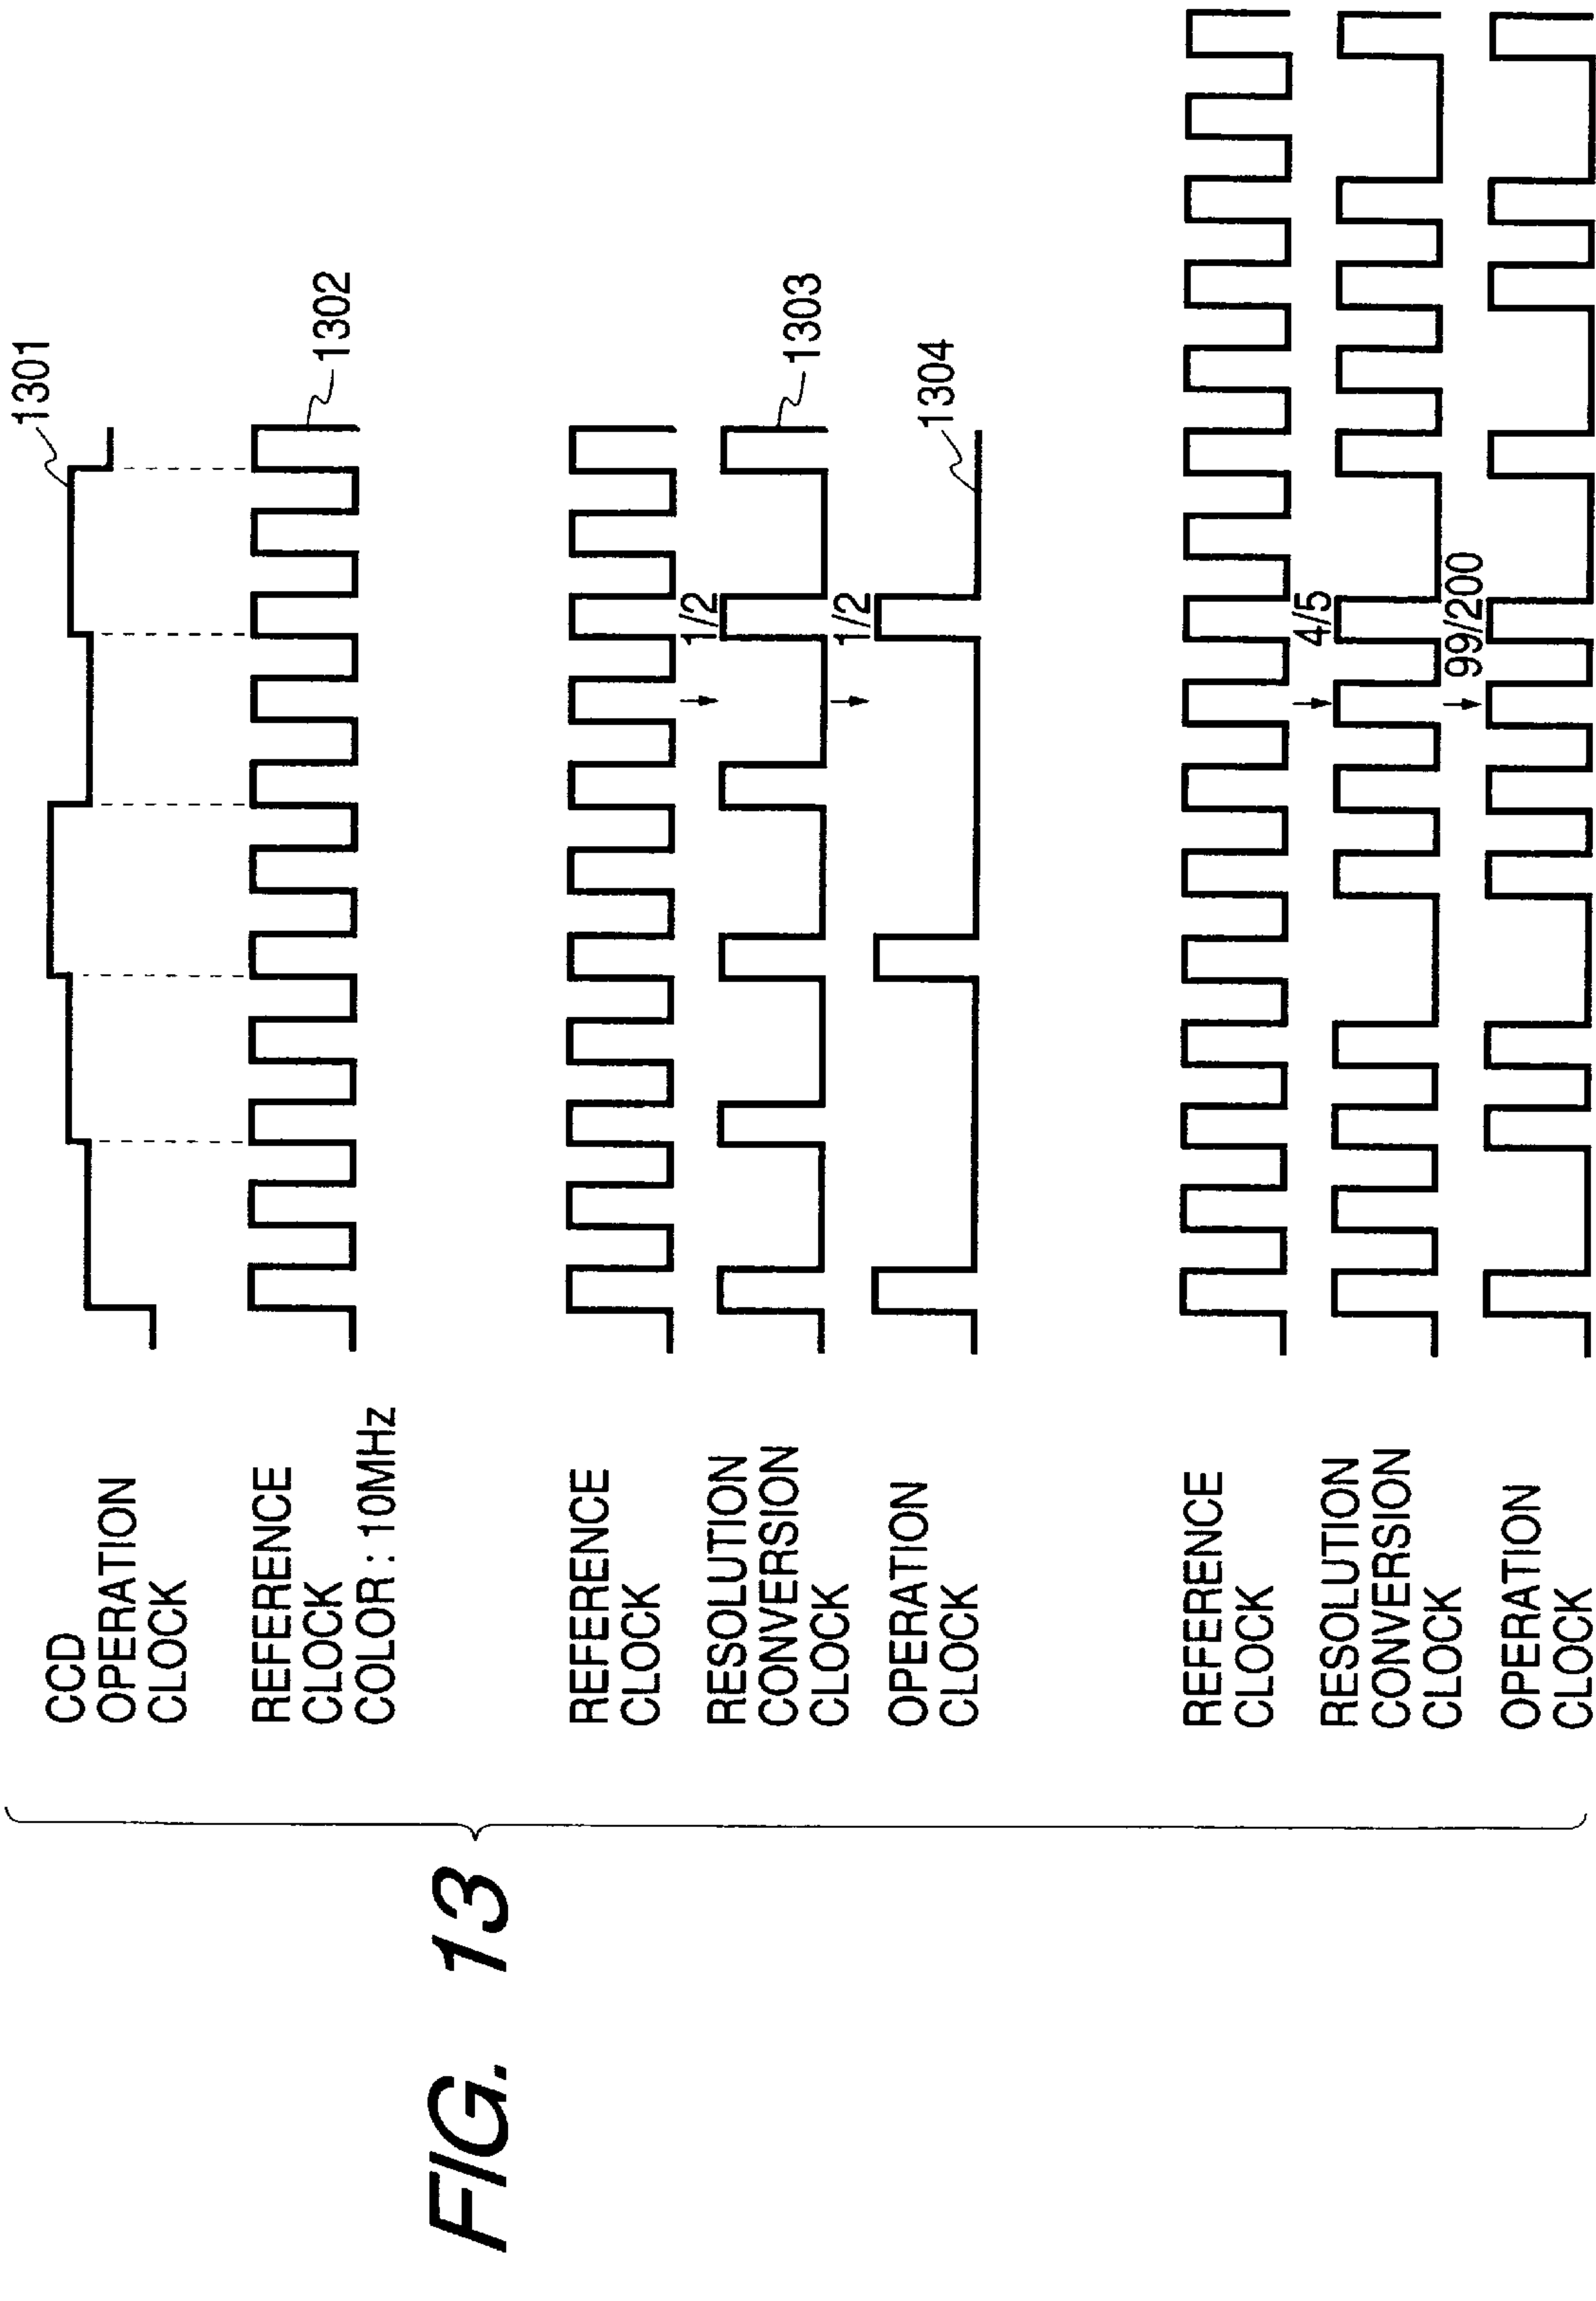 FIG. 13
CCD
OPERATION
CLOCK
1301
REFERENCE
CLOCK
COLOR : 10MHz
1302
REFERENCE
CLOCK
1/2
RESOLUTION
CONVERSION
CLOCK
1303
1/2
OPERATION
CLOCK
1304
REFERENCE
CLOCK
4/5
RESOLUTION
CONVERSION
CLOCK
99/200
OPERATION
CLOCK